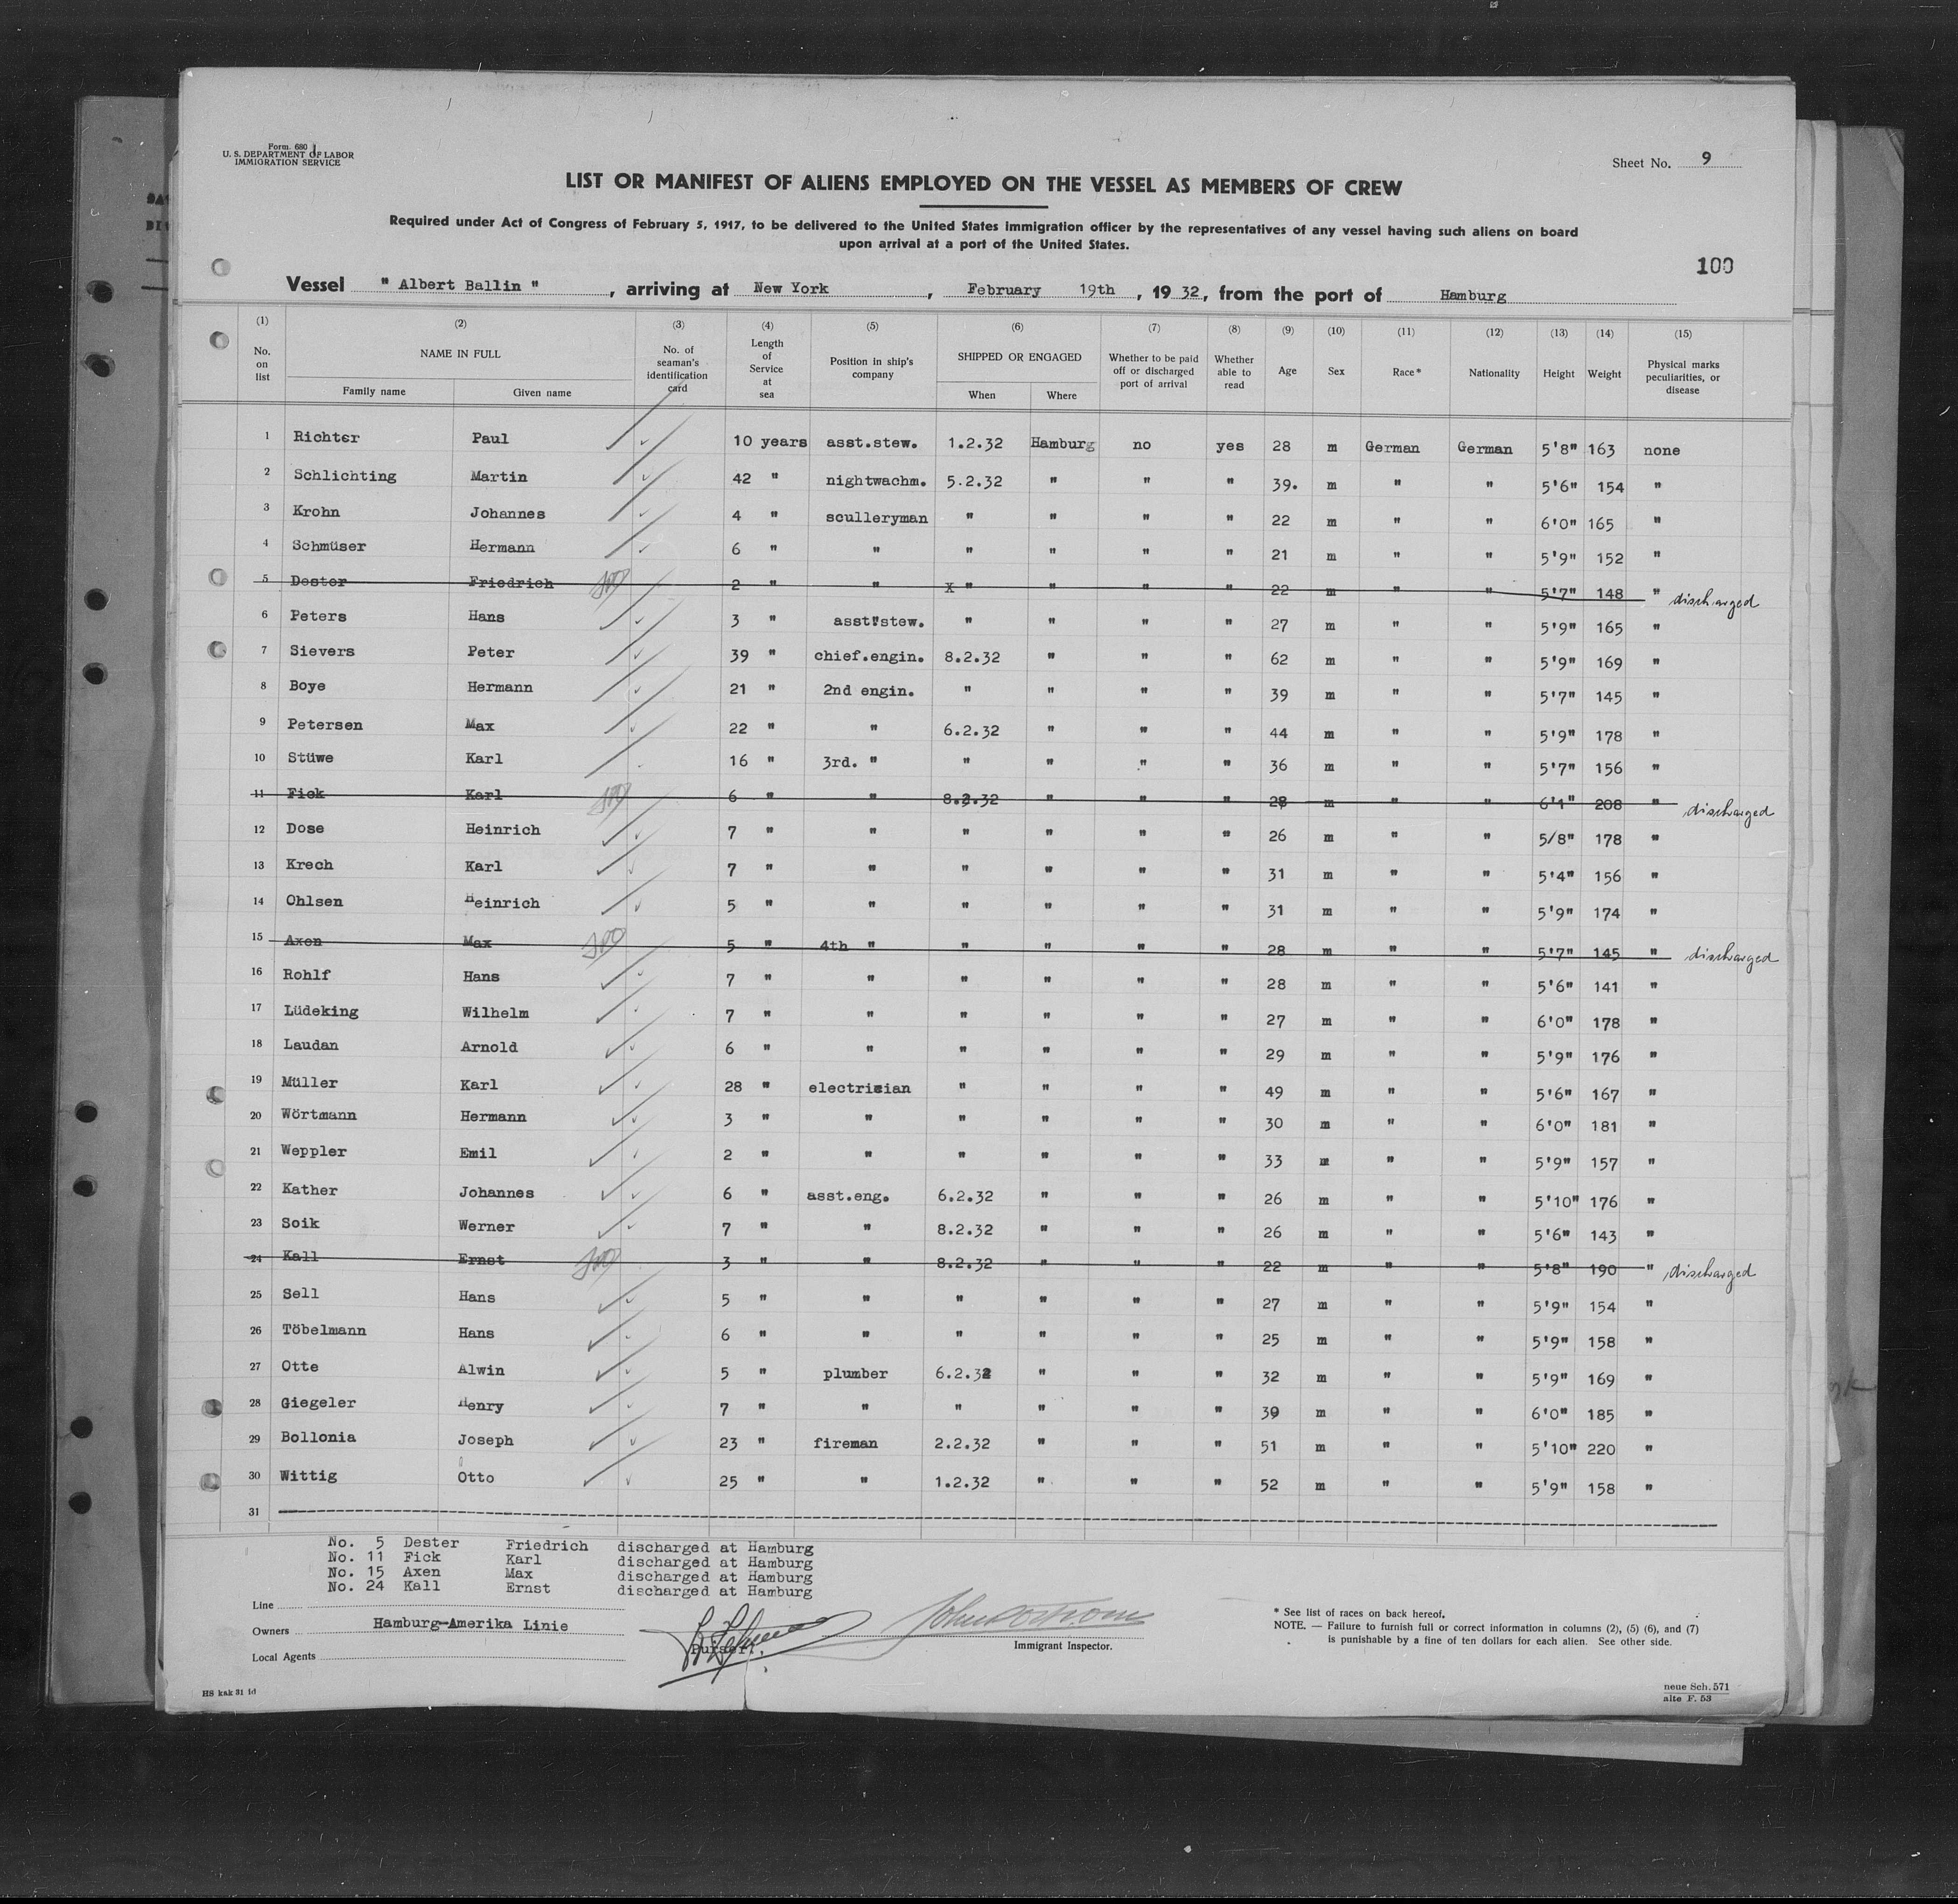 Form. 680
U. S. DEPARTMENT OF LABOR
IMMIGRATION SERVICE
Sheet No. 9
LIST OR MANIFEST OF ALIENS EMPLOYED ON THE VESSEL AS MEMBERS OF CREW
Required under Act of Congress of February 5, 1917, to be delivered to the United States immigration officer by the representatives of any vessel having such aliens on board
upon arrival at a port of the United States.
100
Vessel " Albert Ballin ", arriving at New York, February 19th, 1932, from the port of Hamburg
(1) (2) (3) (4) (5) (6) (7) (8) (9) (10) (11) (12) (13) (14) (15)
No. on list NAME IN FULL Family name Given name No. of seaman's identification card Length of Service at sea Position in ship's company SHIPPED OR ENGAGED When Where Whether to be paid off or discharged port of arrival Whether able to read Age Sex Race* Nationality Height Weight Physical marks peculiarities, or disease
1 Richter Paul 10 years asst.stew. 1.2.32 Hamburg no yes 28 m German German 5'8" 163 none
2 Schlichting Martin 42 " nightwachm. 5.2.32 " " " 39. m " " 5'6" 154 "
3 Krohn Johannes 4 " sculleryman " " " " 22 m " " 6'0" 165 "
4 Schmüser Hermann 6 " " " " " " 21 m " " 5'9" 152 "
5 Dester Friedrich 2 " " x " " " " 22 m " " 5'7" 148 " discharged
6 Peters Hans 3 " asst"stew. " " " " 27 m " " 5'9" 165 "
7 Sievers Peter 39 " chief.engin. 8.2.32 " " " 62 m " " 5'9" 169 "
8 Boye Hermann 21 " 2nd engin. " " " " 39 m " " 5'7" 145 "
9 Petersen Max 22 " " 6.2.32 " " " 44 m " " 5'9" 178 "
10 Stüwe Karl 16 " 3rd. " " " " " 36 m " " 5'7" 156 "
11 Fick Karl 6 " " 8.2.32 " " " 28 m " " 6'1" 208 " discharged
12 Dose Heinrich 7 " " " " " " 26 m " " 5/8" 178 "
13 Krech Karl 7 " " " " " " 31 m " " 5'4" 156 "
14 Ohlsen Heinrich 5 " " " " " " 31 m " " 5'9" 174 "
15 Axen Max 5 " 4th " " " " " 28 m " " 5'7" 145 " discharged
16 Rohlf Hans 7 " " " " " " 28 m " " 5'6" 141 "
17 Lüdeking Wilhelm 7 " " " " " " 27 m " " 6'0" 178 "
18 Laudan Arnold 6 " " " " " " 29 m " " 5'9" 176 "
19 Müller Karl 28 " electrician " " " " 49 m " " 5'6" 167 "
20 Wörtmann Hermann 3 " " " " " " 30 m " " 6'0" 181 "
21 Weppler Emil 2 " " " " " " 33 m " " 5'9" 157 "
22 Kather Johannes 6 " asst.eng. 6.2.32 " " " 26 m " " 5'10" 176 "
23 Soik Werner 7 " " 8.2.32 " " " 26 m " " 5'6" 143 "
24 Kall Ernst 3 " " 8.2.32 " " " 22 m " " 5'8" 190 " discharged
25 Sell Hans 5 " " " " " " 27 m " " 5'9" 154 "
26 Töbelmann Hans 6 " " " " " " 25 m " " 5'9" 158 "
27 Otte Alwin 5 " plumber 6.2.32 " " " 32 m " " 5'9" 169 "
28 Giegeler Henry 7 " " " " " " 39 m " " 6'0" 185 "
29 Bollonia Joseph 23 " fireman 2.2.32 " " " 51 m " " 5'10" 220 "
30 Wittig Otto 25 " " 1.2.32 " " " 52 m " " 5'9" 158 "
31
No. 5 Dester Friedrich discharged at Hamburg
No. 11 Fick Karl discharged at Hamburg
No. 15 Axen Max discharged at Hamburg
No. 24 Kall Ernst discharged at Hamburg
Line
Owners Hamburg-Amerika Linie
Local Agents
Purser.
Immigrant Inspector.
* See list of races on back hereof.
NOTE. — Failure to furnish full or correct information in columns (2), (5) (6), and (7)
is punishable by a fine of ten dollars for each alien. See other side.
HS kak 31 id
neue Sch. 571
alte F. 53